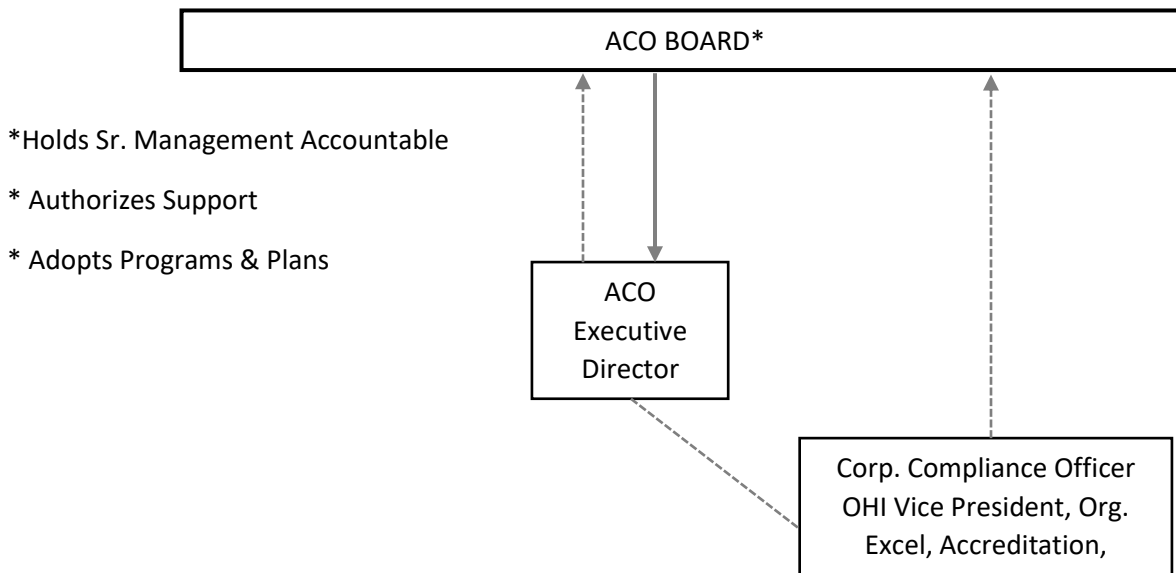 ACO BOARD*
*Holds Sr. Management Accountable
* Authorizes Support
* Adopts Programs & Plans
ACO
Executive
Director
Corp. Compliance Officer
OHI Vice President, Org.
Excel, Accreditation,